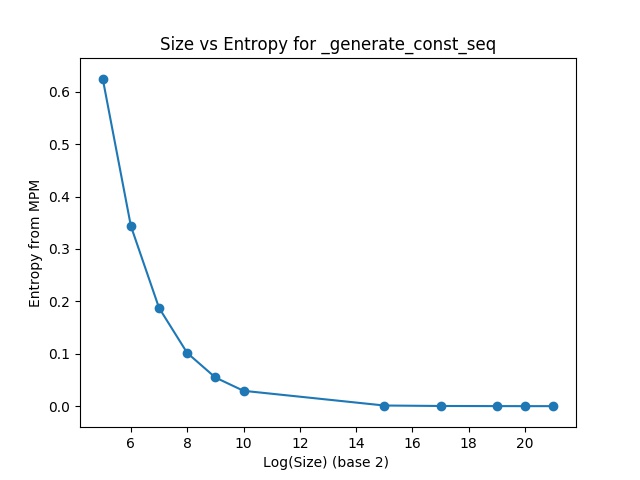 Size vs Entropy for _generate_const_seq
0.6
0.5
0.4
0.3
0.2
0.1
0.0
Entropy from MPM
6 8 10 12 14 16 18 20
Log(Size) (base 2)